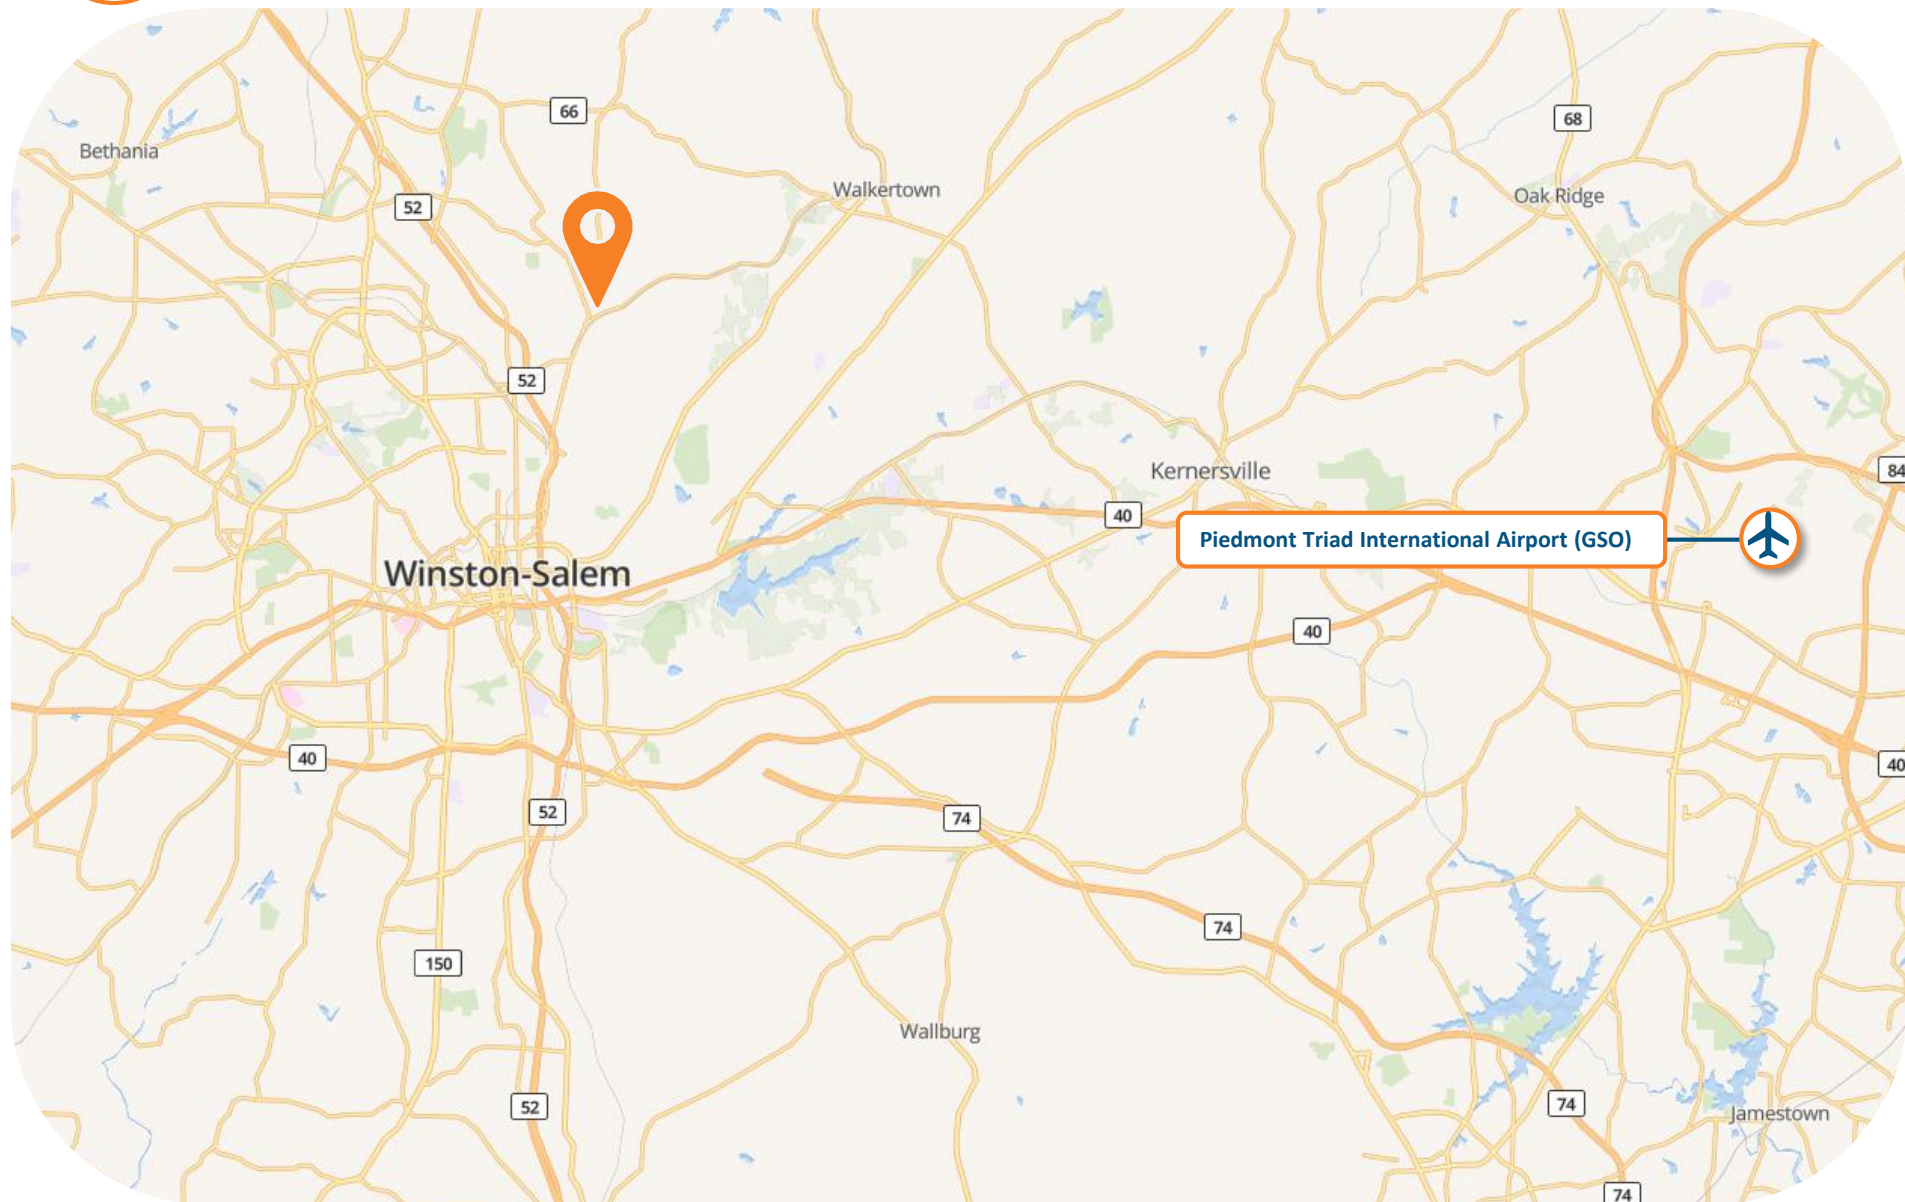 66
68
Bethania
Walkertown
Oak Ridge
52
52
Kernersville
84
40
Piedmont Triad International Airport (GSO)
Winston-Salem
40
40
40
52
74
74
150
Wallburg
52
74
Jamestown
74